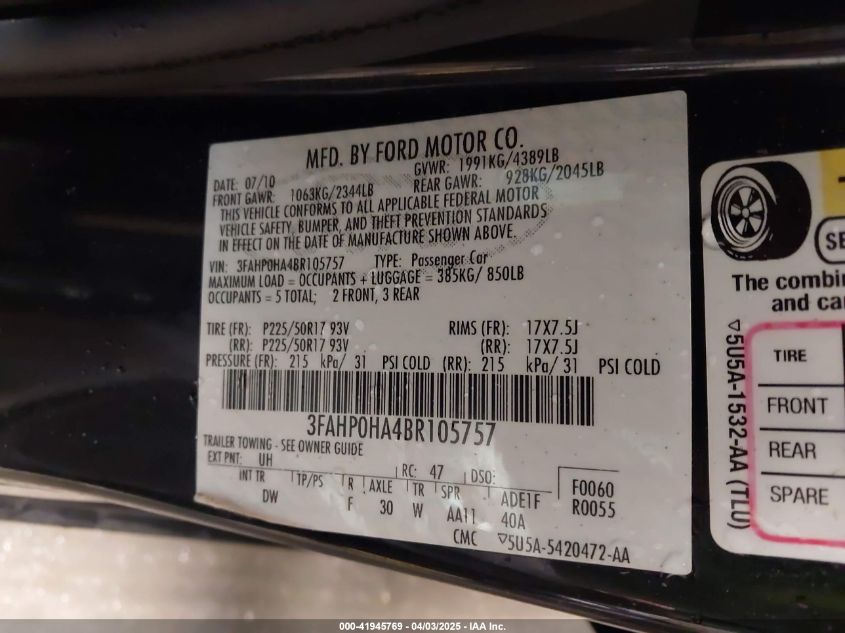 MFD. BY FORD MOTOR CO.
DATE: 07/10 GVWR: 1991KG/4389LB
FRONT GAWR: 1063KG/2344LB REAR GAWR: 928KG/2045LB
THIS VEHICLE CONFORMS TO ALL APPLICABLE FEDERAL MOTOR
VEHICLE SAFETY, BUMPER, AND THEFT PREVENTION STANDARDS
IN EFFECT ON THE DATE OF MANUFACTURE SHOWN ABOVE.
VIN: 3FAHP0HA4BR105757 TYPE: Passenger Car
MAXIMUM LOAD = OCCUPANTS + LUGGAGE = 385KG/ 850LB
OCCUPANTS = 5 TOTAL; 2 FRONT, 3 REAR
TIRE (FR): P225/50R17 93V RIMS (FR): 17X7.5J
(RR): P225/50R17 93V (RR): 17X7.5J
PRESSURE (FR): 215 kPa/ 31 PSI COLD (RR): 215 kPa/ 31 PSI COLD
3FAHP0HA4BR105757
TRAILER TOWING - SEE OWNER GUIDE
EXT PNT: UH RC: 47 DSO: F0060
INT TR TP/PS R AXLE TR SPR ADE1F R0055
DW F 30 W AA11 40A
CMC ▽5U5A-5420472-AA
The combin
and ca
▽5U5A-1532-AA (TLU)
TIRE
FRONT
REAR
SPARE
000-41945769 - 04/03/2025 - IAA Inc.